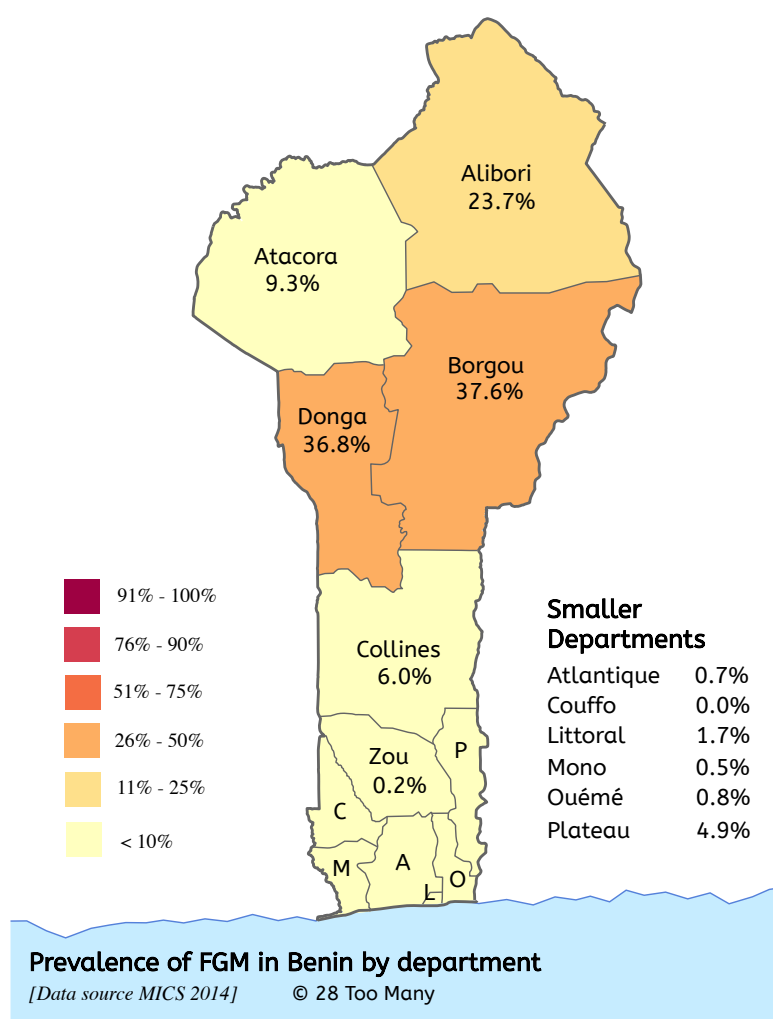 Alibori
23.7%
Atacora
9.3%
Borgou
37.6%
Donga
36.8%
91% - 100%
76% - 90%
51% - 75%
26% - 50%
11% - 25%
< 10%
Collines
6.0%
Zou
0.2%
P
C
M
A
L
O
Smaller
Departments
Atlantique 0.7%
Couffo 0.0%
Littoral 1.7%
Mono 0.5%
Ouémé 0.8%
Plateau 4.9%
Prevalence of FGM in Benin by department
[Data source MICS 2014] © 28 Too Many